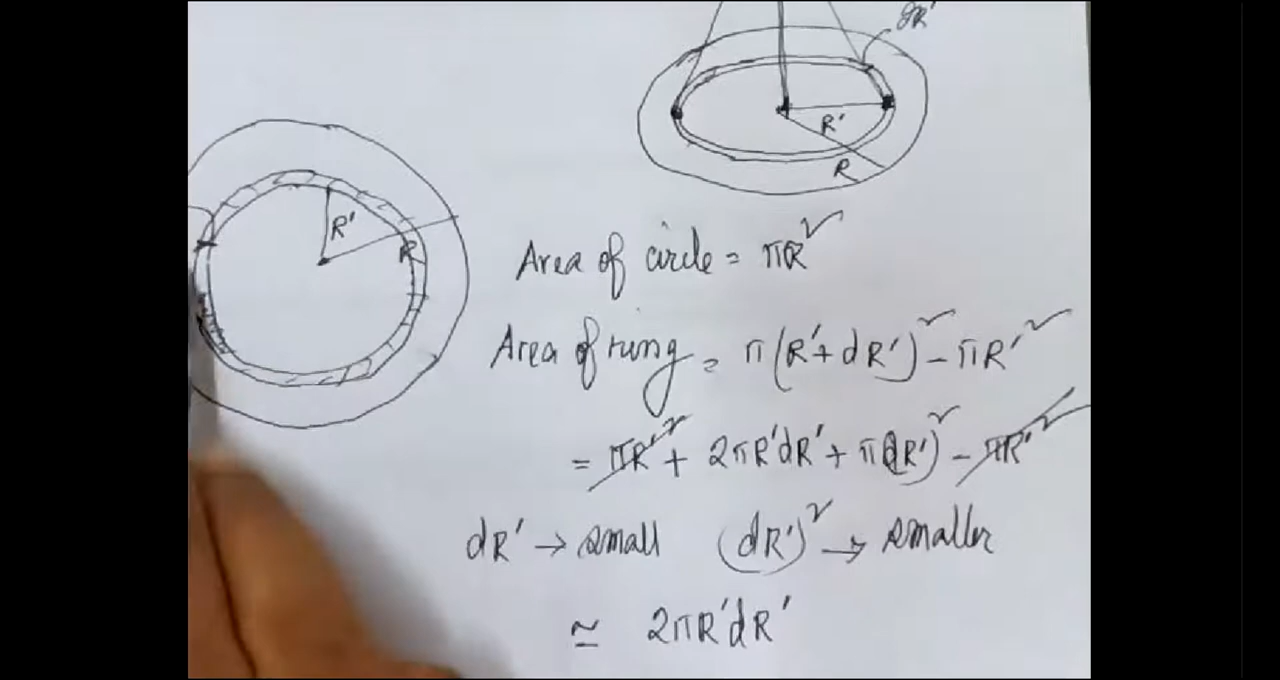 dR'
R'
R
R'
R
Area of circle = πR²
Area of ring = π(R'+dR')² - πR'²
= πR'² + 2πR'dR' + π(dR')² - πR'²
dR' → small (dR')² → smaller
≃ 2πR'dR'